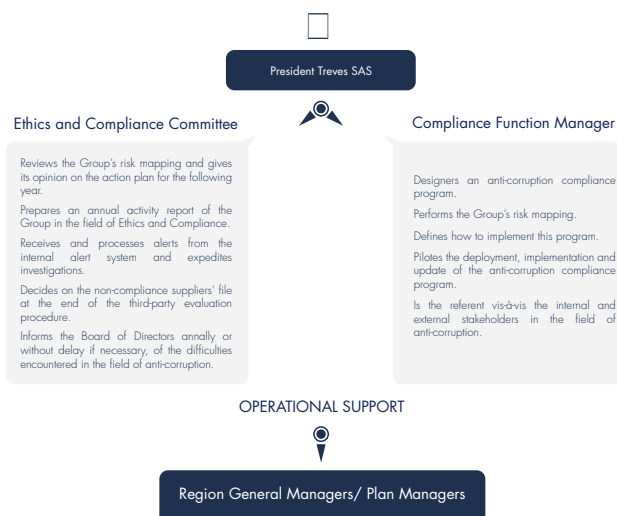 President Treves SAS
Ethics and Compliance Committee
Reviews the Group's risk mapping and gives
its opinion on the action plan for the following
year.
Prepares an annual activity report of the
Group in the field of Ethics and Compliance.
Receives and processes alerts from the
internal alert system and expedites
investigations.
Decides on the non-compliance suppliers' file
at the end of the third-party evaluation
procedure.
Informs the Board of Directors annally or
without delay if necessary, of the difficulties
encountered in the field of anti-corruption.
Compliance Function Manager
Designers an anti-corruption compliance
program.
Performs the Group's risk mapping.
Defines how to implement this program.
Pilotes the deployment, implementation and
update of the anti-corruption compliance
program.
Is the referent vis-à-vis the internal and
external stakeholders in the field of
anti-corruption.
OPERATIONAL SUPPORT
Region General Managers/ Plan Managers